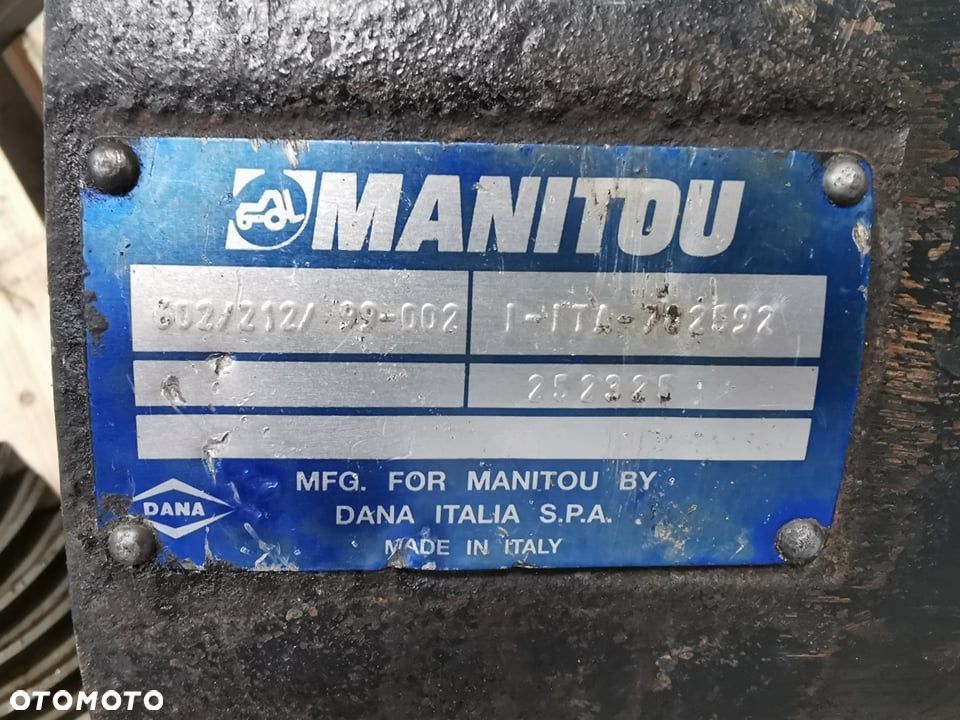 MANITOU
602/212/ 99-002
252325
DANA
MFG. FOR MANITOU BY
DANA ITALIA S.P.A.
MADE IN ITALY
OTOMOTO